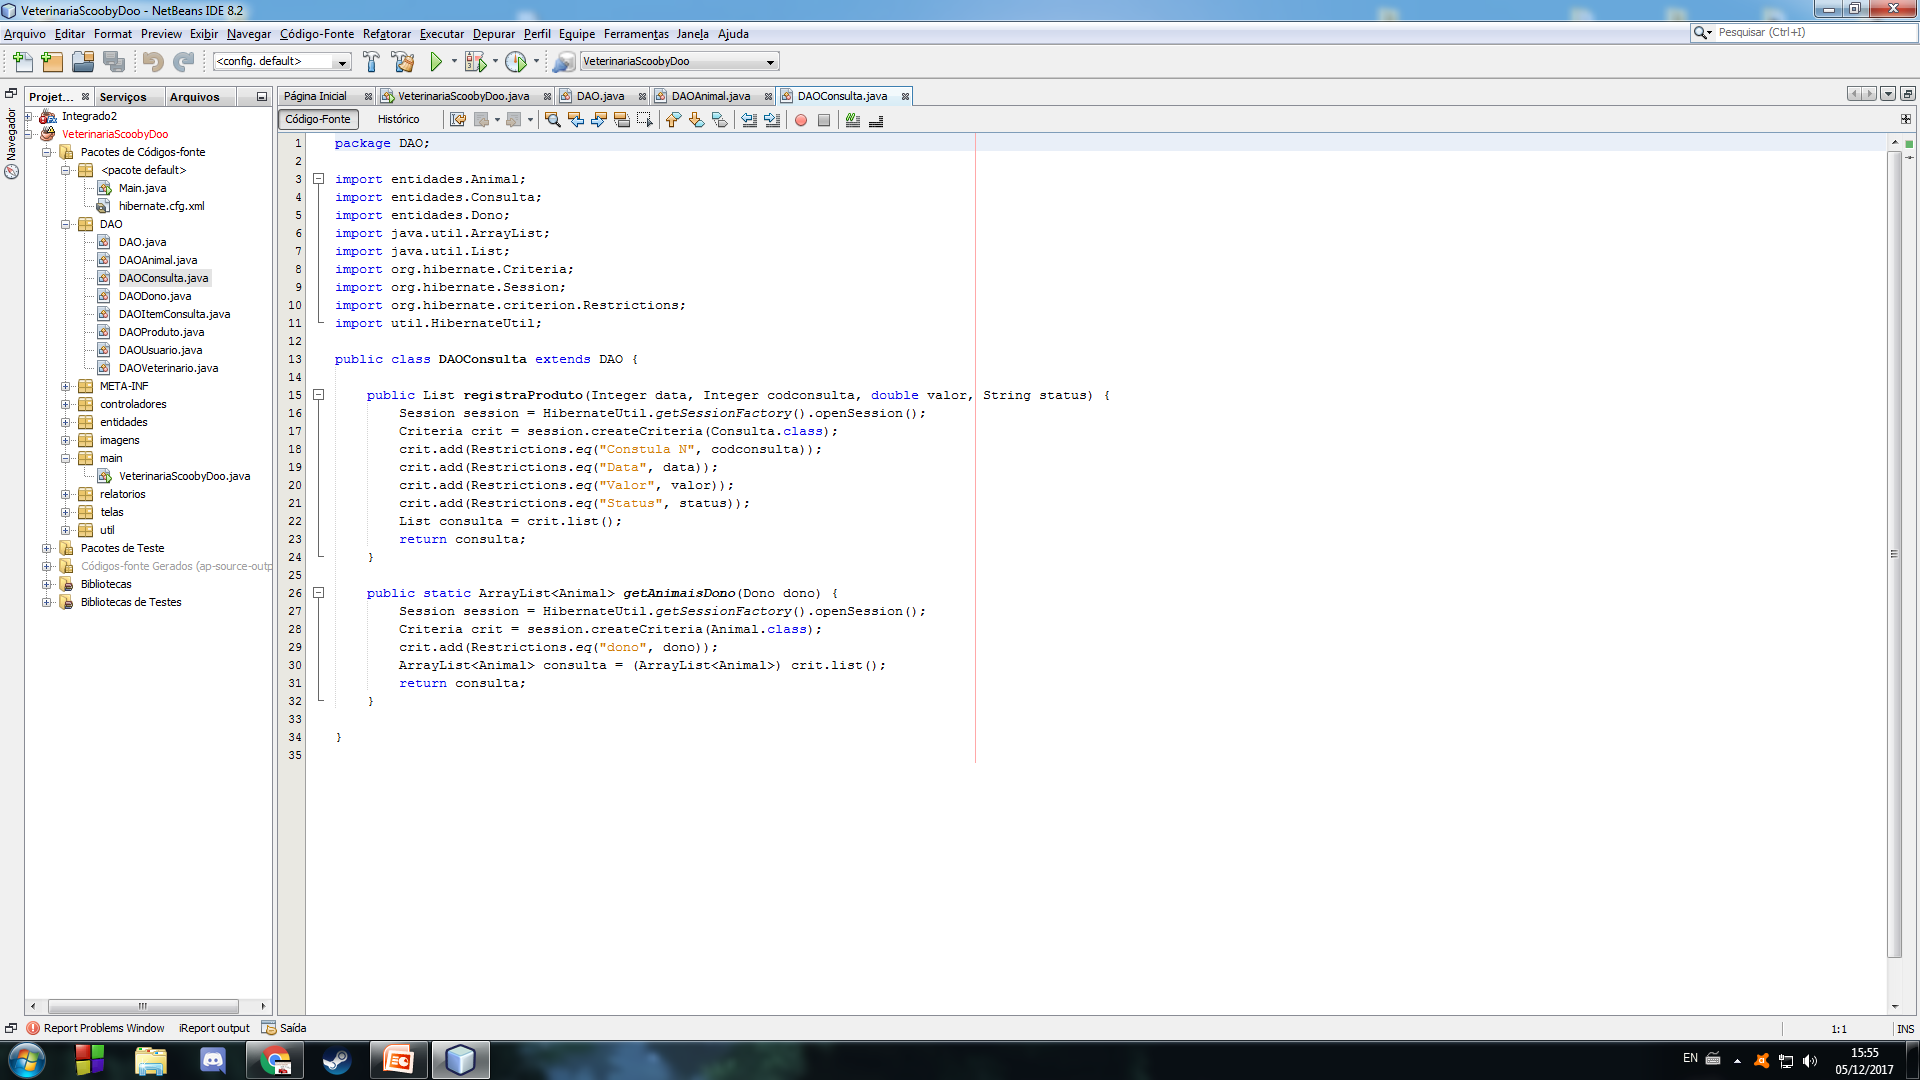 VeterinariaScoobyDoo - NetBeans IDE 8.2
Arquivo Editar Format Preview Exibir Navegar Código-Fonte Refatorar Executar Depurar Perfil Equipe Ferramentas Janela Ajuda
Pesquisar (Ctrl+I)
<config. default>
VeterinariaScoobyDoo
Navegador
Projet... Serviços Arquivos
Integrado2
VeterinariaScoobyDoo
Pacotes de Códigos-fonte
<pacote default>
Main.java
hibernate.cfg.xml
DAO
DAO.java
DAOAnimal.java
DAOConsulta.java
DAODono.java
DAOItemConsulta.java
DAOProduto.java
DAOUsuario.java
DAOVeterinario.java
META-INF
controladores
entidades
imagens
main
VeterinariaScoobyDoo.java
relatorios
telas
util
Pacotes de Teste
Códigos-fonte Gerados (ap-source-outp
Bibliotecas
Bibliotecas de Testes
Página Inicial VeterinariaScoobyDoo.java DAO.java DAOAnimal.java DAOConsulta.java
Código-Fonte Histórico
1 package DAO;
2
3 import entidades.Animal;
4 import entidades.Consulta;
5 import entidades.Dono;
6 import java.util.ArrayList;
7 import java.util.List;
8 import org.hibernate.Criteria;
9 import org.hibernate.Session;
10 import org.hibernate.criterion.Restrictions;
11 import util.HibernateUtil;
12
13 public class DAOConsulta extends DAO {
14
15 public List registraProduto(Integer data, Integer codconsulta, double valor, String status) {
16 Session session = HibernateUtil.getSessionFactory().openSession();
17 Criteria crit = session.createCriteria(Consulta.class);
18 crit.add(Restrictions.eq("Constula N", codconsulta));
19 crit.add(Restrictions.eq("Data", data));
20 crit.add(Restrictions.eq("Valor", valor));
21 crit.add(Restrictions.eq("Status", status));
22 List consulta = crit.list();
23 return consulta;
24 }
25
26 public static ArrayList<Animal> getAnimaisDono(Dono dono) {
27 Session session = HibernateUtil.getSessionFactory().openSession();
28 Criteria crit = session.createCriteria(Animal.class);
29 crit.add(Restrictions.eq("dono", dono));
30 ArrayList<Animal> consulta = (ArrayList<Animal>) crit.list();
31 return consulta;
32 }
33
34 }
35
Report Problems Window iReport output Saída
1:1 INS
EN
15:55
05/12/2017